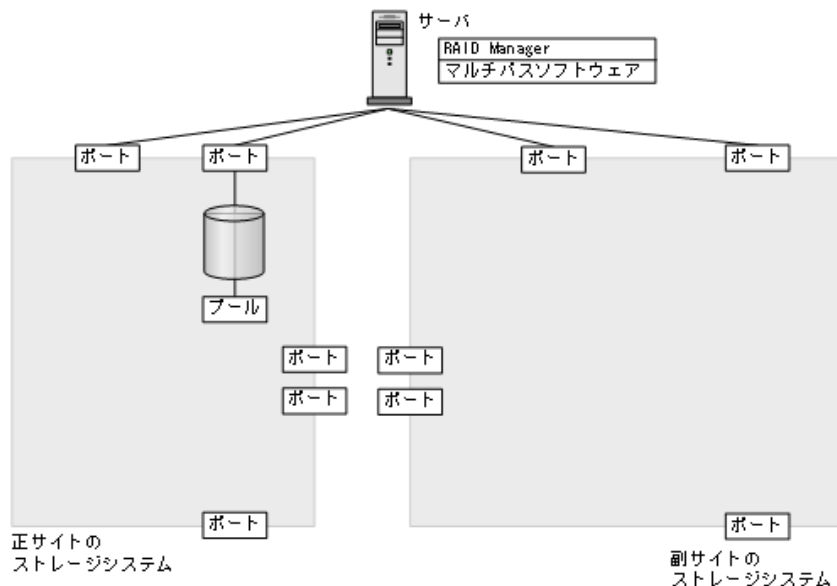 サーバ
RAID Manager
マルチパスソフトウェア
ポート
ポート
ポート
ポート
プール
ポート
ポート
ポート
ポート
ポート
ポート
正サイトの
ストレージシステム
副サイトの
ストレージシステム